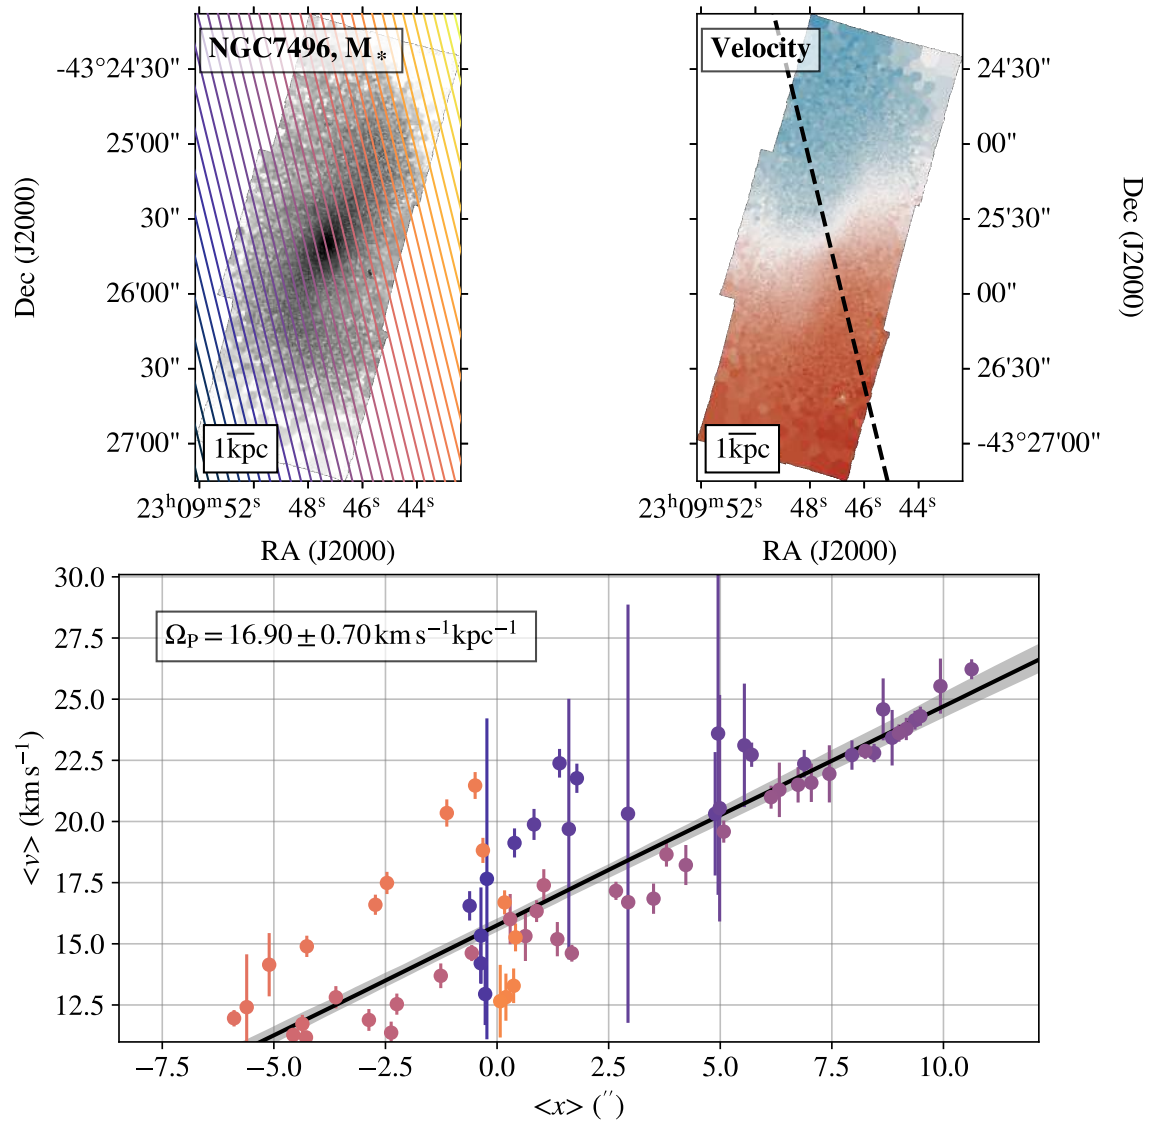 NGC7496, M*
Velocity
-43°24'30"
25'00"
30"
26'00"
30"
27'00"
Dec (J2000)
1kpc
23ʰ09ᵐ52ˢ 48ˢ 46ˢ 44ˢ
RA (J2000)
24'30"
00"
25'30"
00"
26'30"
-43°27'00"
Dec (J2000)
1kpc
23ʰ09ᵐ52ˢ 48ˢ 46ˢ 44ˢ
RA (J2000)
Ω_P = 16.90 ± 0.70 km s⁻¹kpc⁻¹
30.0
27.5
25.0
22.5
20.0
17.5
15.0
12.5
<v> (km s⁻¹)
−7.5 −5.0 −2.5 0.0 2.5 5.0 7.5 10.0
<x> (′′)